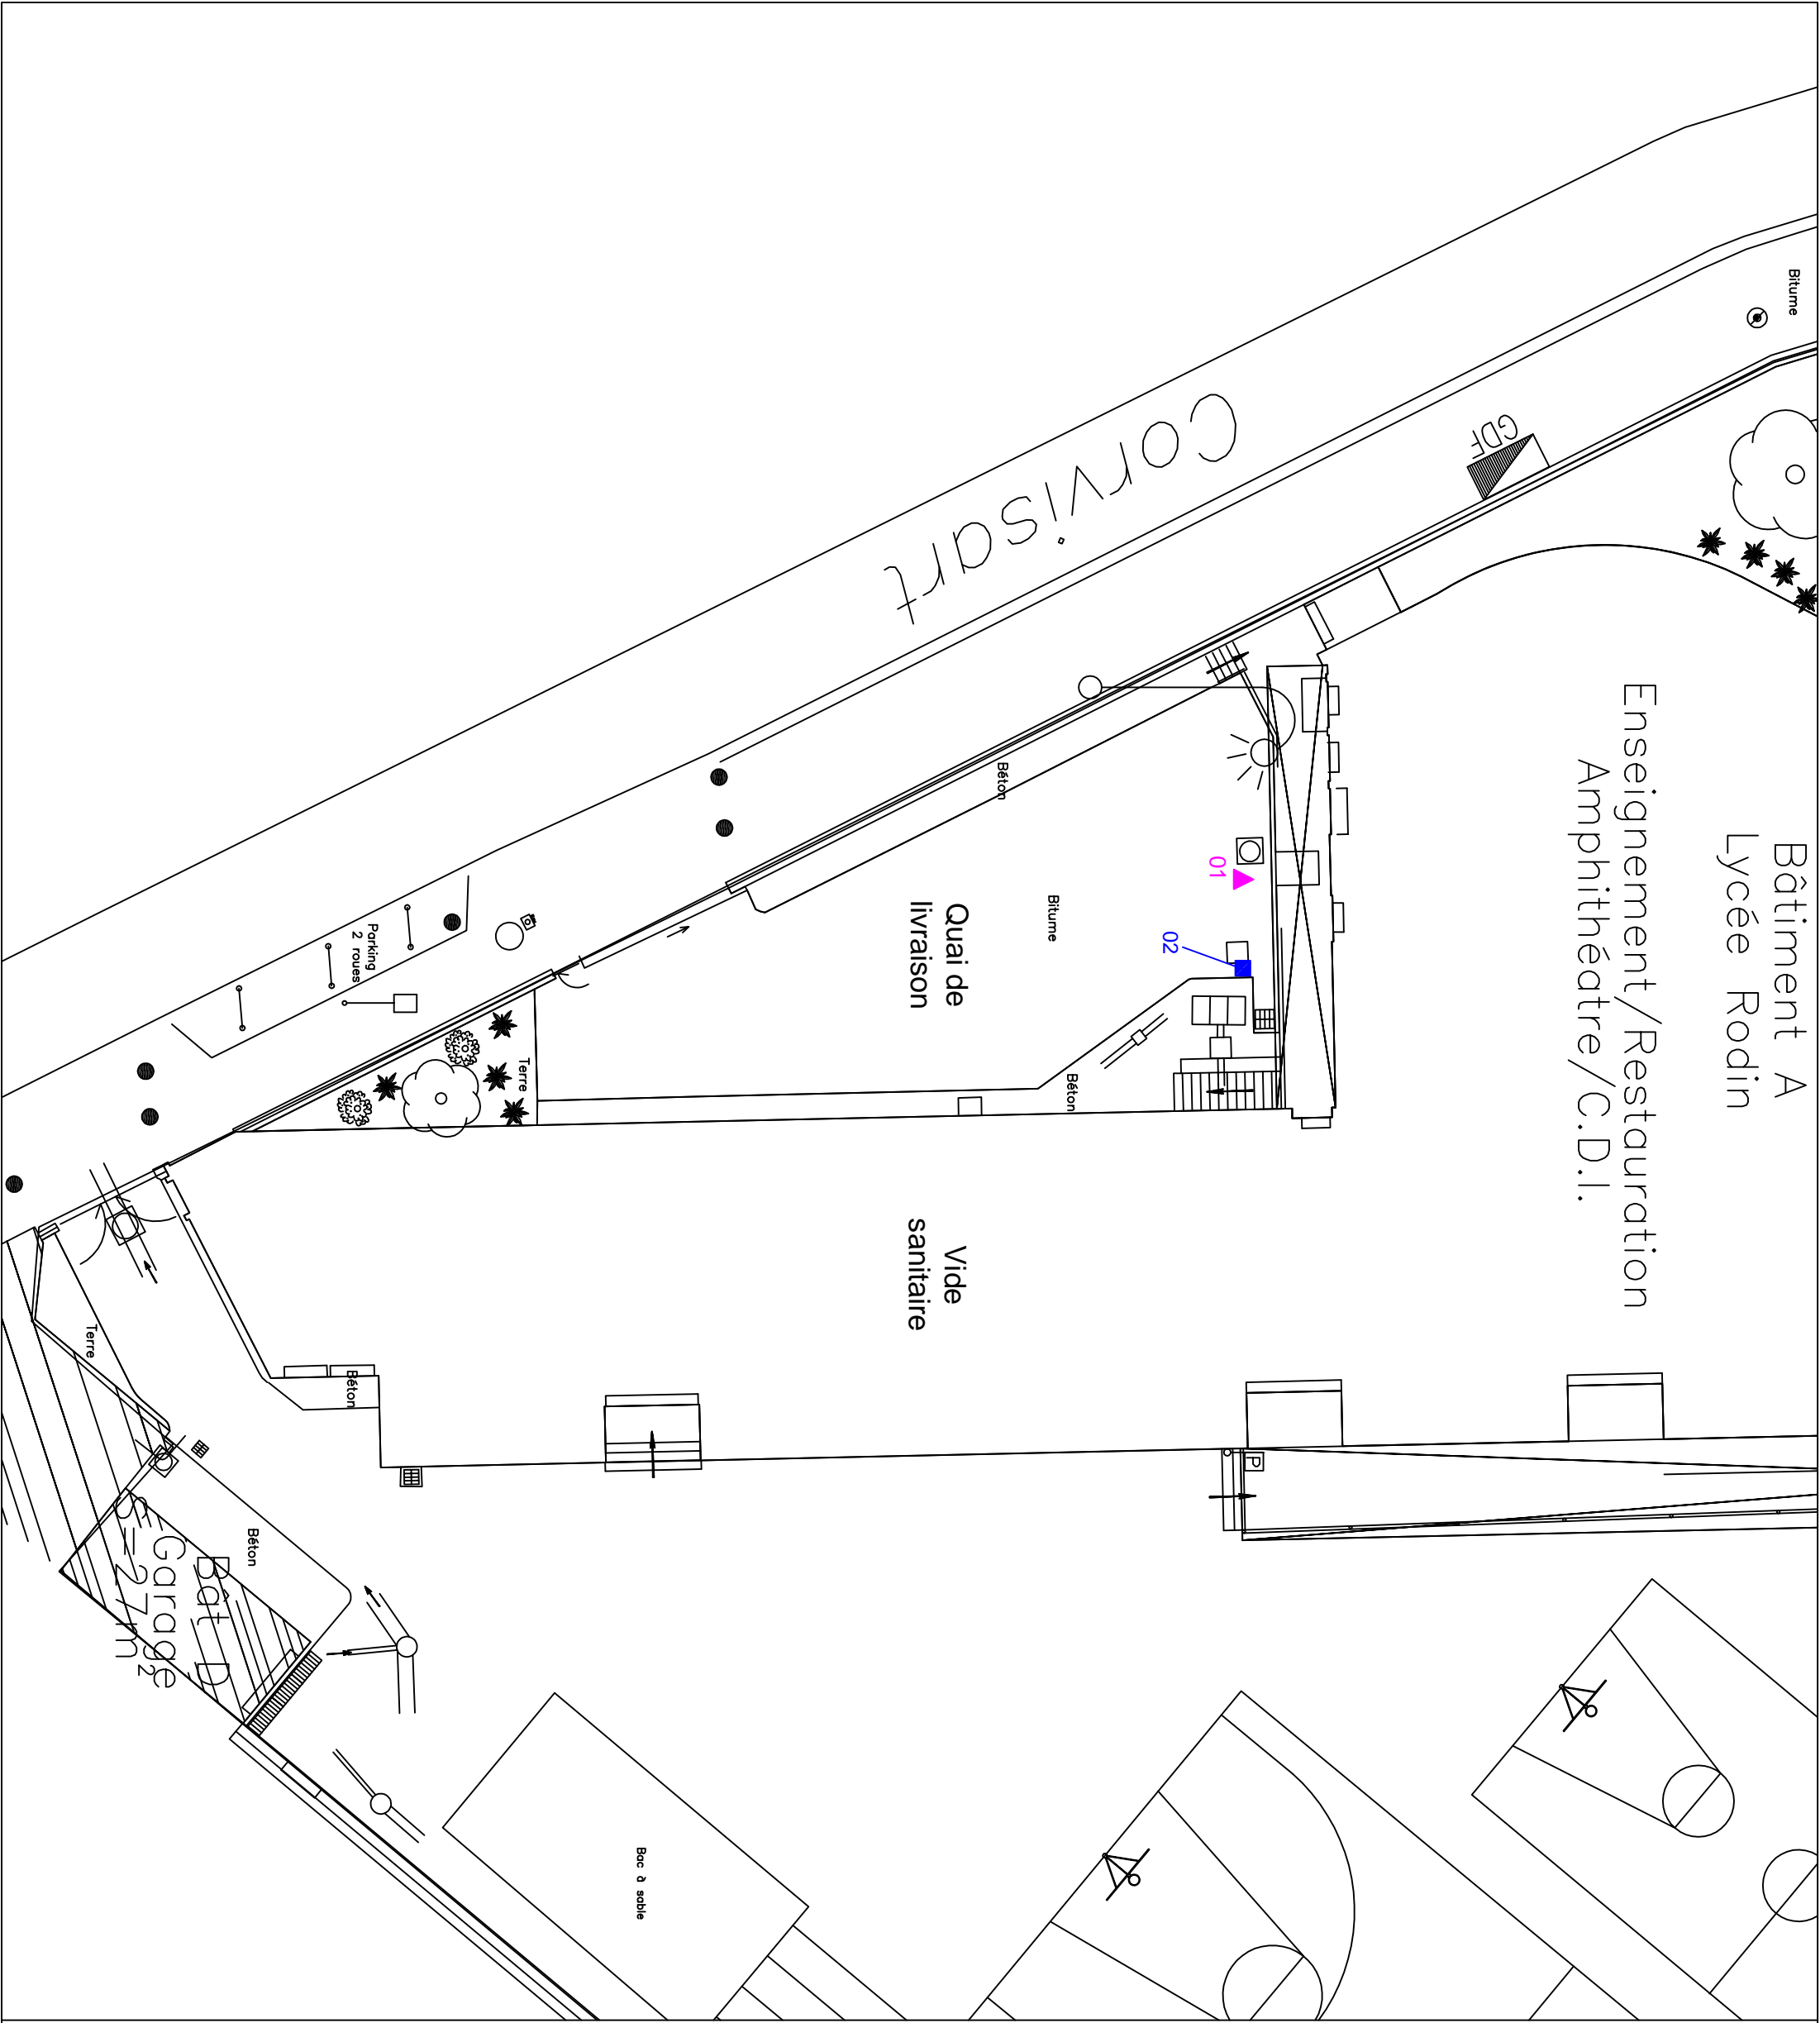 Bitume
Bâtiment A
Lycée Rodin
Enseignement/Restauration
Amphithéatre/C.D.I.
GDF
Corvisart
01
02
Béton
Bitume
Quai de
livraison
Béton
Terre
Parking
2 roues
Vide
sanitaire
P
Béton
Terre
Béton
Bât D
Garage
S=27m²
Bac à sable